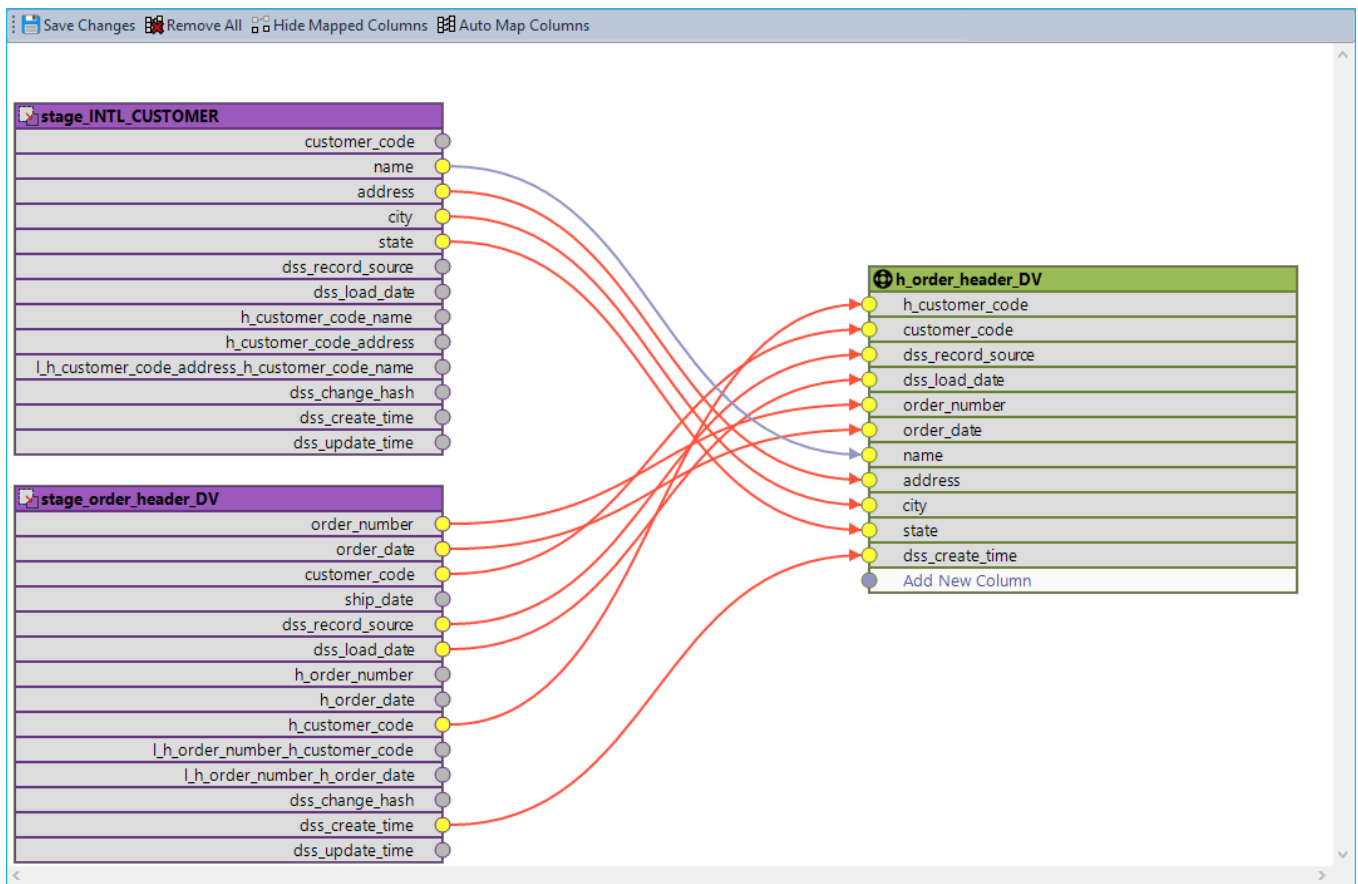 Save Changes Remove All Hide Mapped Columns Auto Map Columns
stage_INTL_CUSTOMER
customer_code
name
address
city
state
dss_record_source
dss_load_date
h_customer_code_name
h_customer_code_address
l_h_customer_code_address_h_customer_code_name
dss_change_hash
dss_create_time
dss_update_time
stage_order_header_DV
order_number
order_date
customer_code
ship_date
dss_record_source
dss_load_date
h_order_number
h_order_date
h_customer_code
l_h_order_number_h_customer_code
l_h_order_number_h_order_date
dss_change_hash
dss_create_time
dss_update_time
h_order_header_DV
h_customer_code
customer_code
dss_record_source
dss_load_date
order_number
order_date
name
address
city
state
dss_create_time
Add New Column